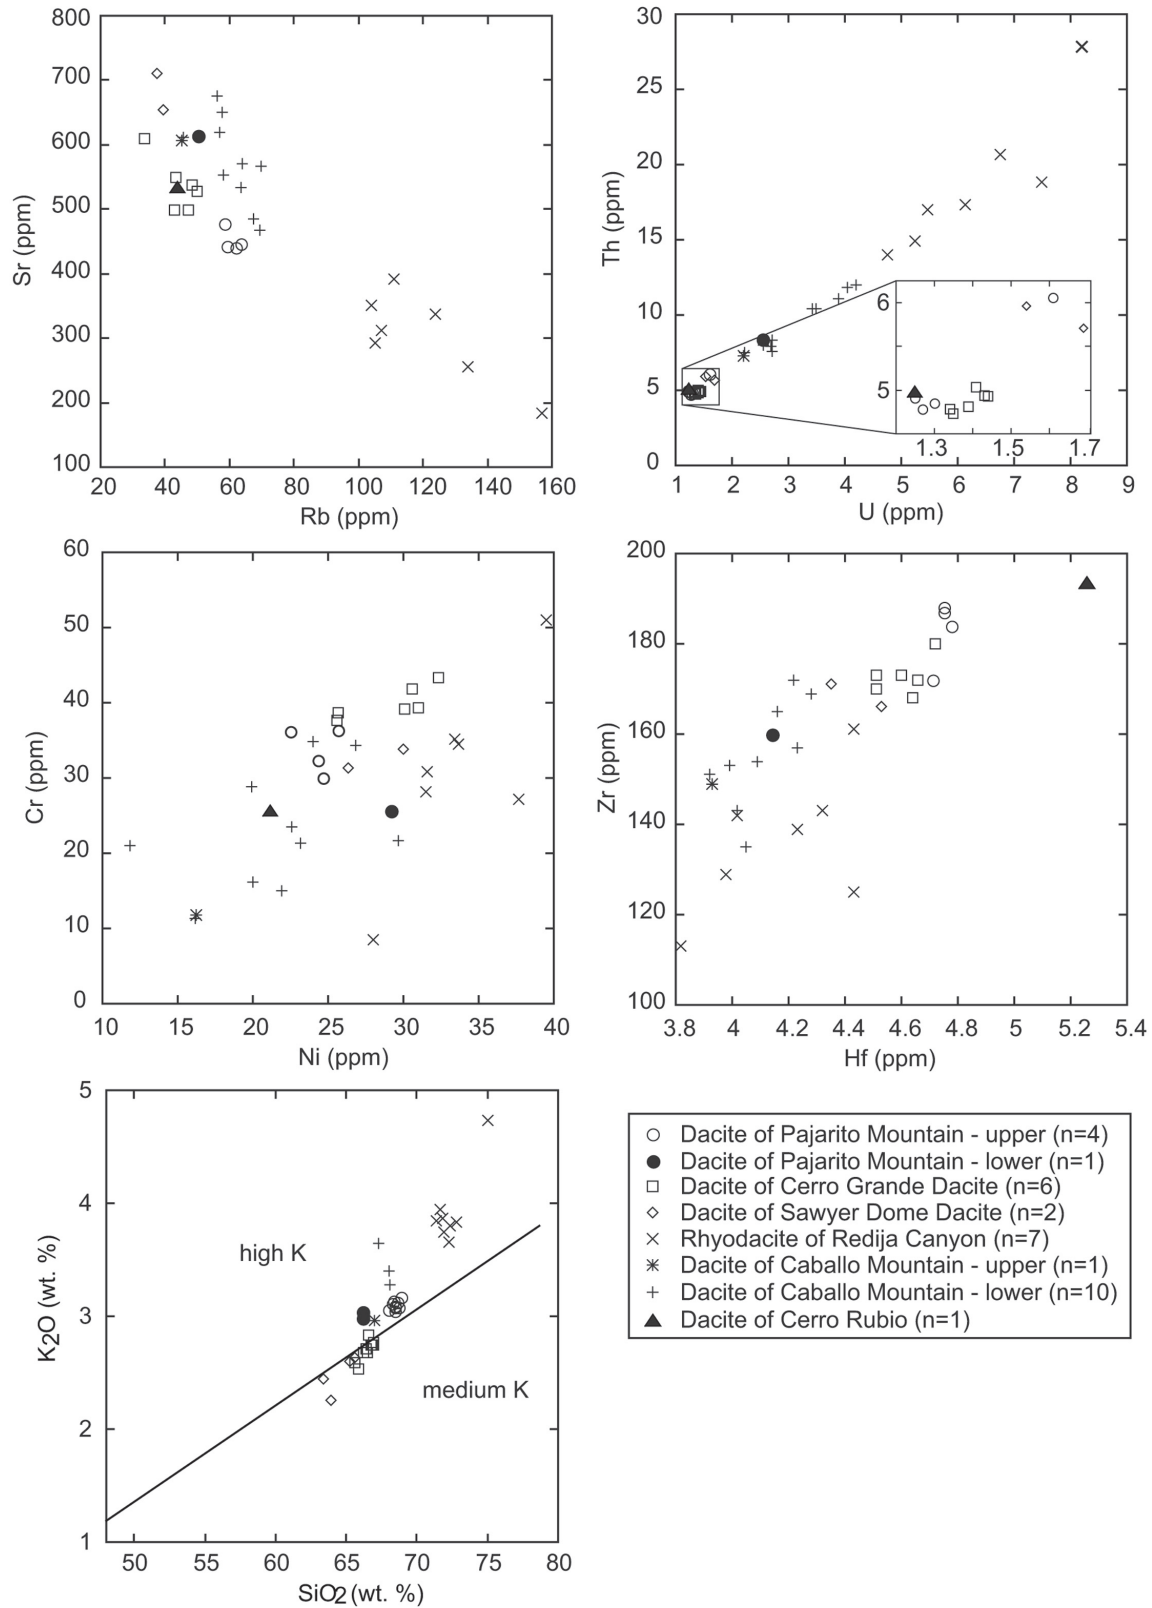 800
700
600
500
400
300
200
100
Sr (ppm)
20 40 60 80 100 120 140 160
Rb (ppm)
30
25
20
15
10
5
0
Th (ppm)
6
5
1.3 1.5 1.7
1 2 3 4 5 6 7 8 9
U (ppm)
60
50
40
30
20
10
0
Cr (ppm)
10 15 20 25 30 35 40
Ni (ppm)
200
180
160
140
120
100
Zr (ppm)
3.8 4 4.2 4.4 4.6 4.8 5 5.2 5.4
Hf (ppm)
5
4
3
2
1
K2O (wt. %)
high K
medium K
50 55 60 65 70 75 80
SiO2 (wt. %)
Dacite of Pajarito Mountain - upper (n=4)
Dacite of Pajarito Mountain - lower (n=1)
Dacite of Cerro Grande Dacite (n=6)
Dacite of Sawyer Dome Dacite (n=2)
Rhyodacite of Redija Canyon (n=7)
Dacite of Caballo Mountain - upper (n=1)
Dacite of Caballo Mountain - lower (n=10)
Dacite of Cerro Rubio (n=1)